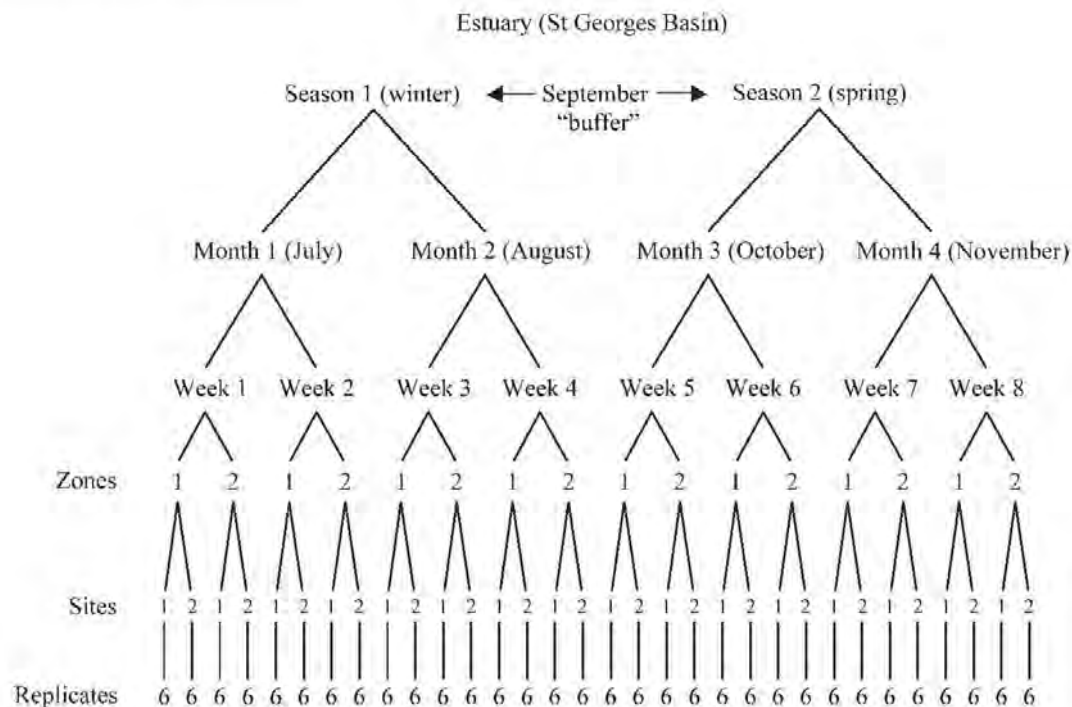 Estuary (St Georges Basin)
Season 1 (winter) September Season 2 (spring)
“buffer”
Month 1 (July) Month 2 (August) Month 3 (October) Month 4 (November)
Week 1 Week 2 Week 3 Week 4 Week 5 Week 6 Week 7 Week 8
Zones 1 2 1 2 1 2 1 2 1 2 1 2 1 2 1 2
Sites 1 2 1 2 1 2 1 2 1 2 1 2 1 2 1 2 1 2 1 2 1 2 1 2 1 2 1 2 1 2 1 2
Replicates 6 6 6 6 6 6 6 6 6 6 6 6 6 6 6 6 6 6 6 6 6 6 6 6 6 6 6 6 6 6 6 6